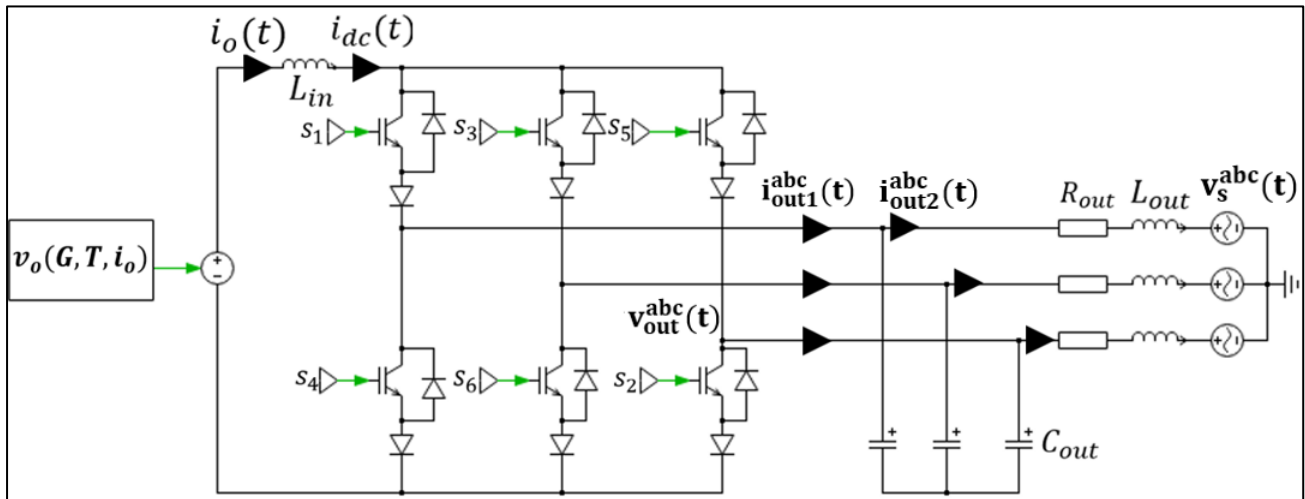 i_o(t) i_dc(t)
L_in
s_1 s_3 s_5
i_out1^abc(t) i_out2^abc(t) R_out L_out v_s^abc(t)
v_o(G, T, i_o)
+
−
v_out^abc(t)
s_4 s_6 s_2
+ + + C_out